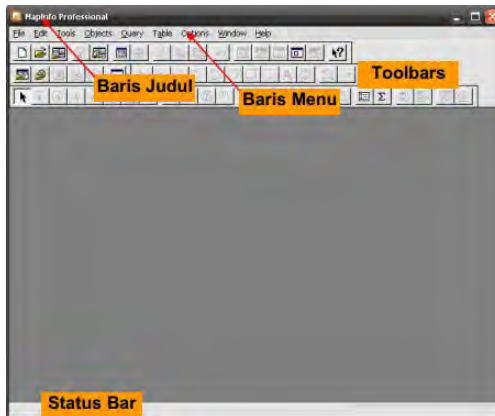 MapInfo Professional
File Edit Tools Objects Query Table Options Window Help
Toolbars
Baris Judul
Baris Menu
Status Bar